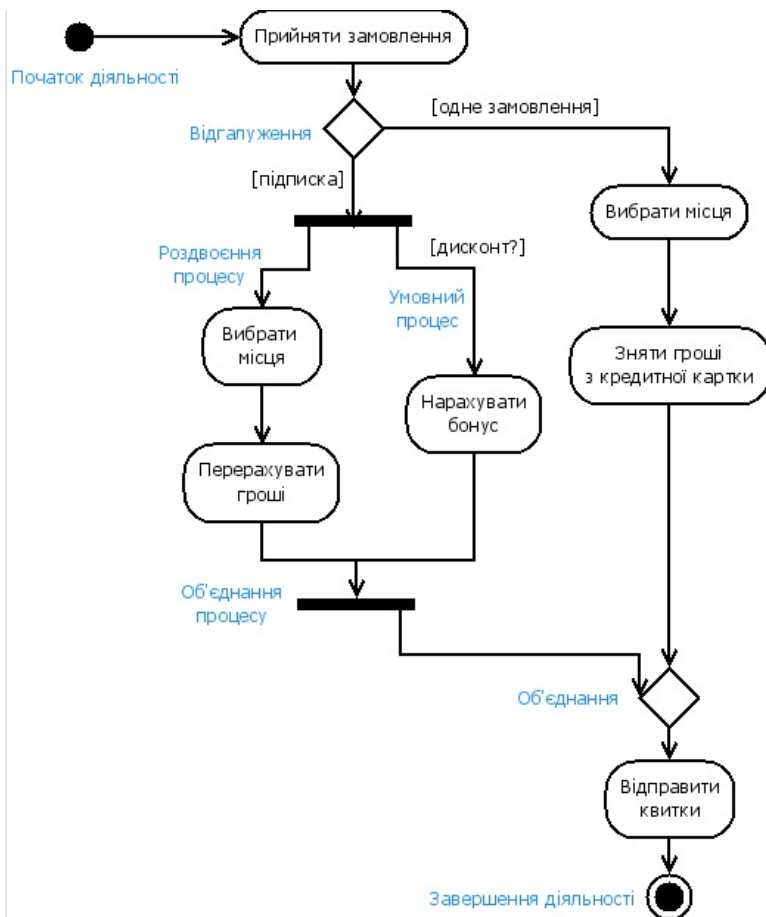 Прийняти замовлення
Початок діяльності
[одне замовлення]
Відгалуження
[підписка]
Вибрати місця
[дисконт?]
Роздвоєння
процесу
Умовний
процес
Вибрати
місця
Зняти гроші
з кредитної картки
Нарахувати
бонус
Перерахувати
гроші
Об'єднання
процесу
Об'єднання
Відправити
квитки
Завершення діяльності